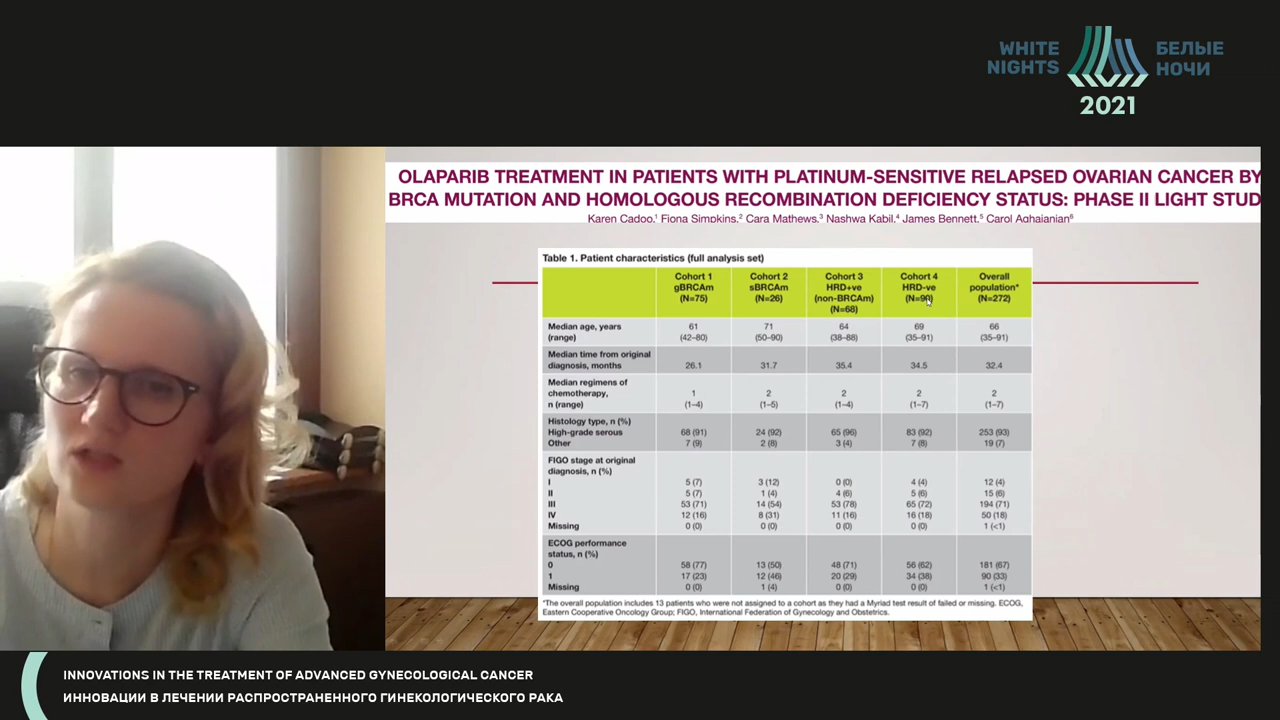 WHITE
NIGHTS
БЕЛЫЕ
НОЧИ
2021
OLAPARIB TREATMENT IN PATIENTS WITH PLATINUM-SENSITIVE RELAPSED OVARIAN CANCER BY
BRCA MUTATION AND HOMOLOGOUS RECOMBINATION DEFICIENCY STATUS: PHASE II LIGHT STUD
Karen Cadoo,¹ Fiona Simpkins,² Cara Mathews,³ Nashwa Kabil,⁴ James Bennett,⁵ Carol Aghajanian⁶
Table 1. Patient characteristics (full analysis set)
Cohort 1 gBRCAm (N=75) Cohort 2 sBRCAm (N=26) Cohort 3 HRD+ve (non-BRCAm) (N=68) Cohort 4 HRD-ve Overall population* (N=272)
Median age, years (range) 61 (42–80) 71 (50–90) 64 (38–88) 69 (35–91) 66 (35–91)
Median time from original diagnosis, months 26.1 31.7 35.4 34.5 32.4
Median regimens of chemotherapy, n (range) 1 (1–4) 2 (1–5) 2 (1–4) 2 (1–7) 2 (1–7)
Histology type, n (%)
High-grade serous 68 (91) 24 (92) 65 (96) 83 (92) 253 (93)
Other 7 (9) 2 (8) 3 (4) 7 (8) 19 (7)
FIGO stage at original diagnosis, n (%)
I 5 (7) 3 (12) 0 (0) 4 (4) 12 (4)
II 5 (7) 1 (4) 4 (6) 5 (6) 15 (6)
III 53 (71) 14 (54) 53 (78) 65 (72) 194 (71)
IV 12 (16) 8 (31) 11 (16) 16 (18) 50 (18)
Missing 0 (0) 0 (0) 0 (0) 0 (0) 1 (<1)
ECOG performance status, n (%)
0 58 (77) 13 (50) 48 (71) 56 (62) 181 (67)
1 17 (23) 12 (46) 20 (29) 34 (38) 90 (33)
Missing 0 (0) 1 (4) 0 (0) 0 (0) 1 (<1)
*The overall population includes 13 patients who were not assigned to a cohort as they had a Myriad test result of failed or missing. ECOG,
Eastern Cooperative Oncology Group; FIGO, International Federation of Gynecology and Obstetrics.
INNOVATIONS IN THE TREATMENT OF ADVANCED GYNECOLOGICAL CANCER
ИННОВАЦИИ В ЛЕЧЕНИИ РАСПРОСТРАНЕННОГО ГИНЕКОЛОГИЧЕСКОГО РАКА